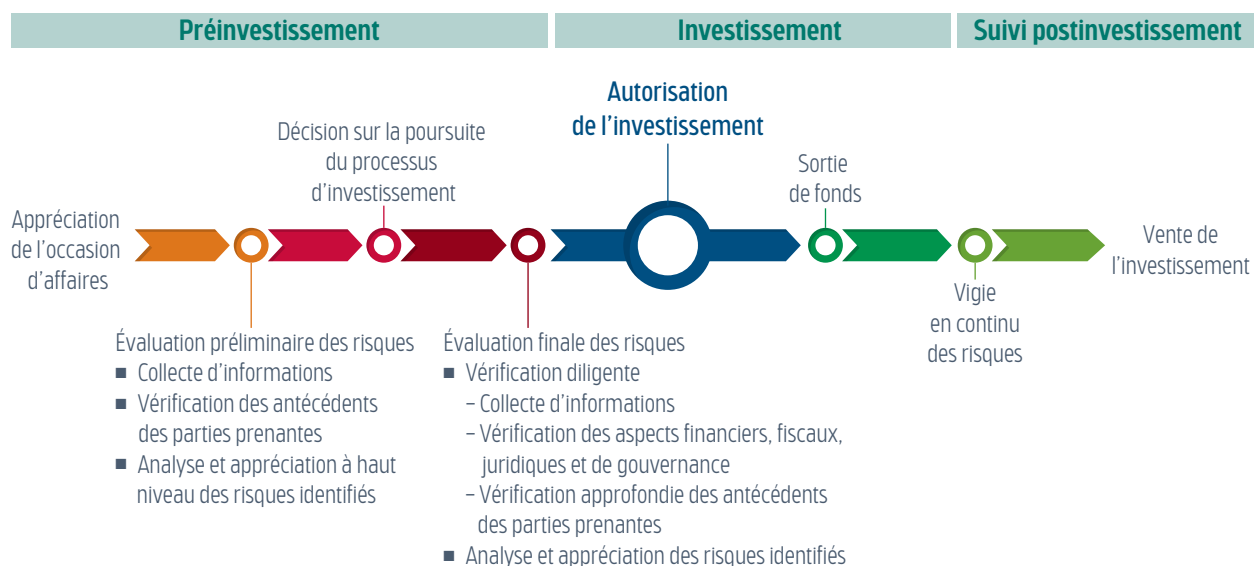 Préinvestissement
Investissement
Suivi postinvestissement
Appréciation
de l'occasion
d'affaires
Évaluation préliminaire des risques
■ Collecte d'informations
■ Vérification des antécédents
des parties prenantes
■ Analyse et appréciation à haut
niveau des risques identifiés
Décision sur la poursuite
du processus
d'investissement
Évaluation finale des risques
■ Vérification diligente
– Collecte d'informations
– Vérification des aspects financiers, fiscaux,
juridiques et de gouvernance
– Vérification approfondie des antécédents
des parties prenantes
■ Analyse et appréciation des risques identifiés
Autorisation
de l'investissement
Sortie
de fonds
Vigie
en continu
des risques
Vente de
l'investissement